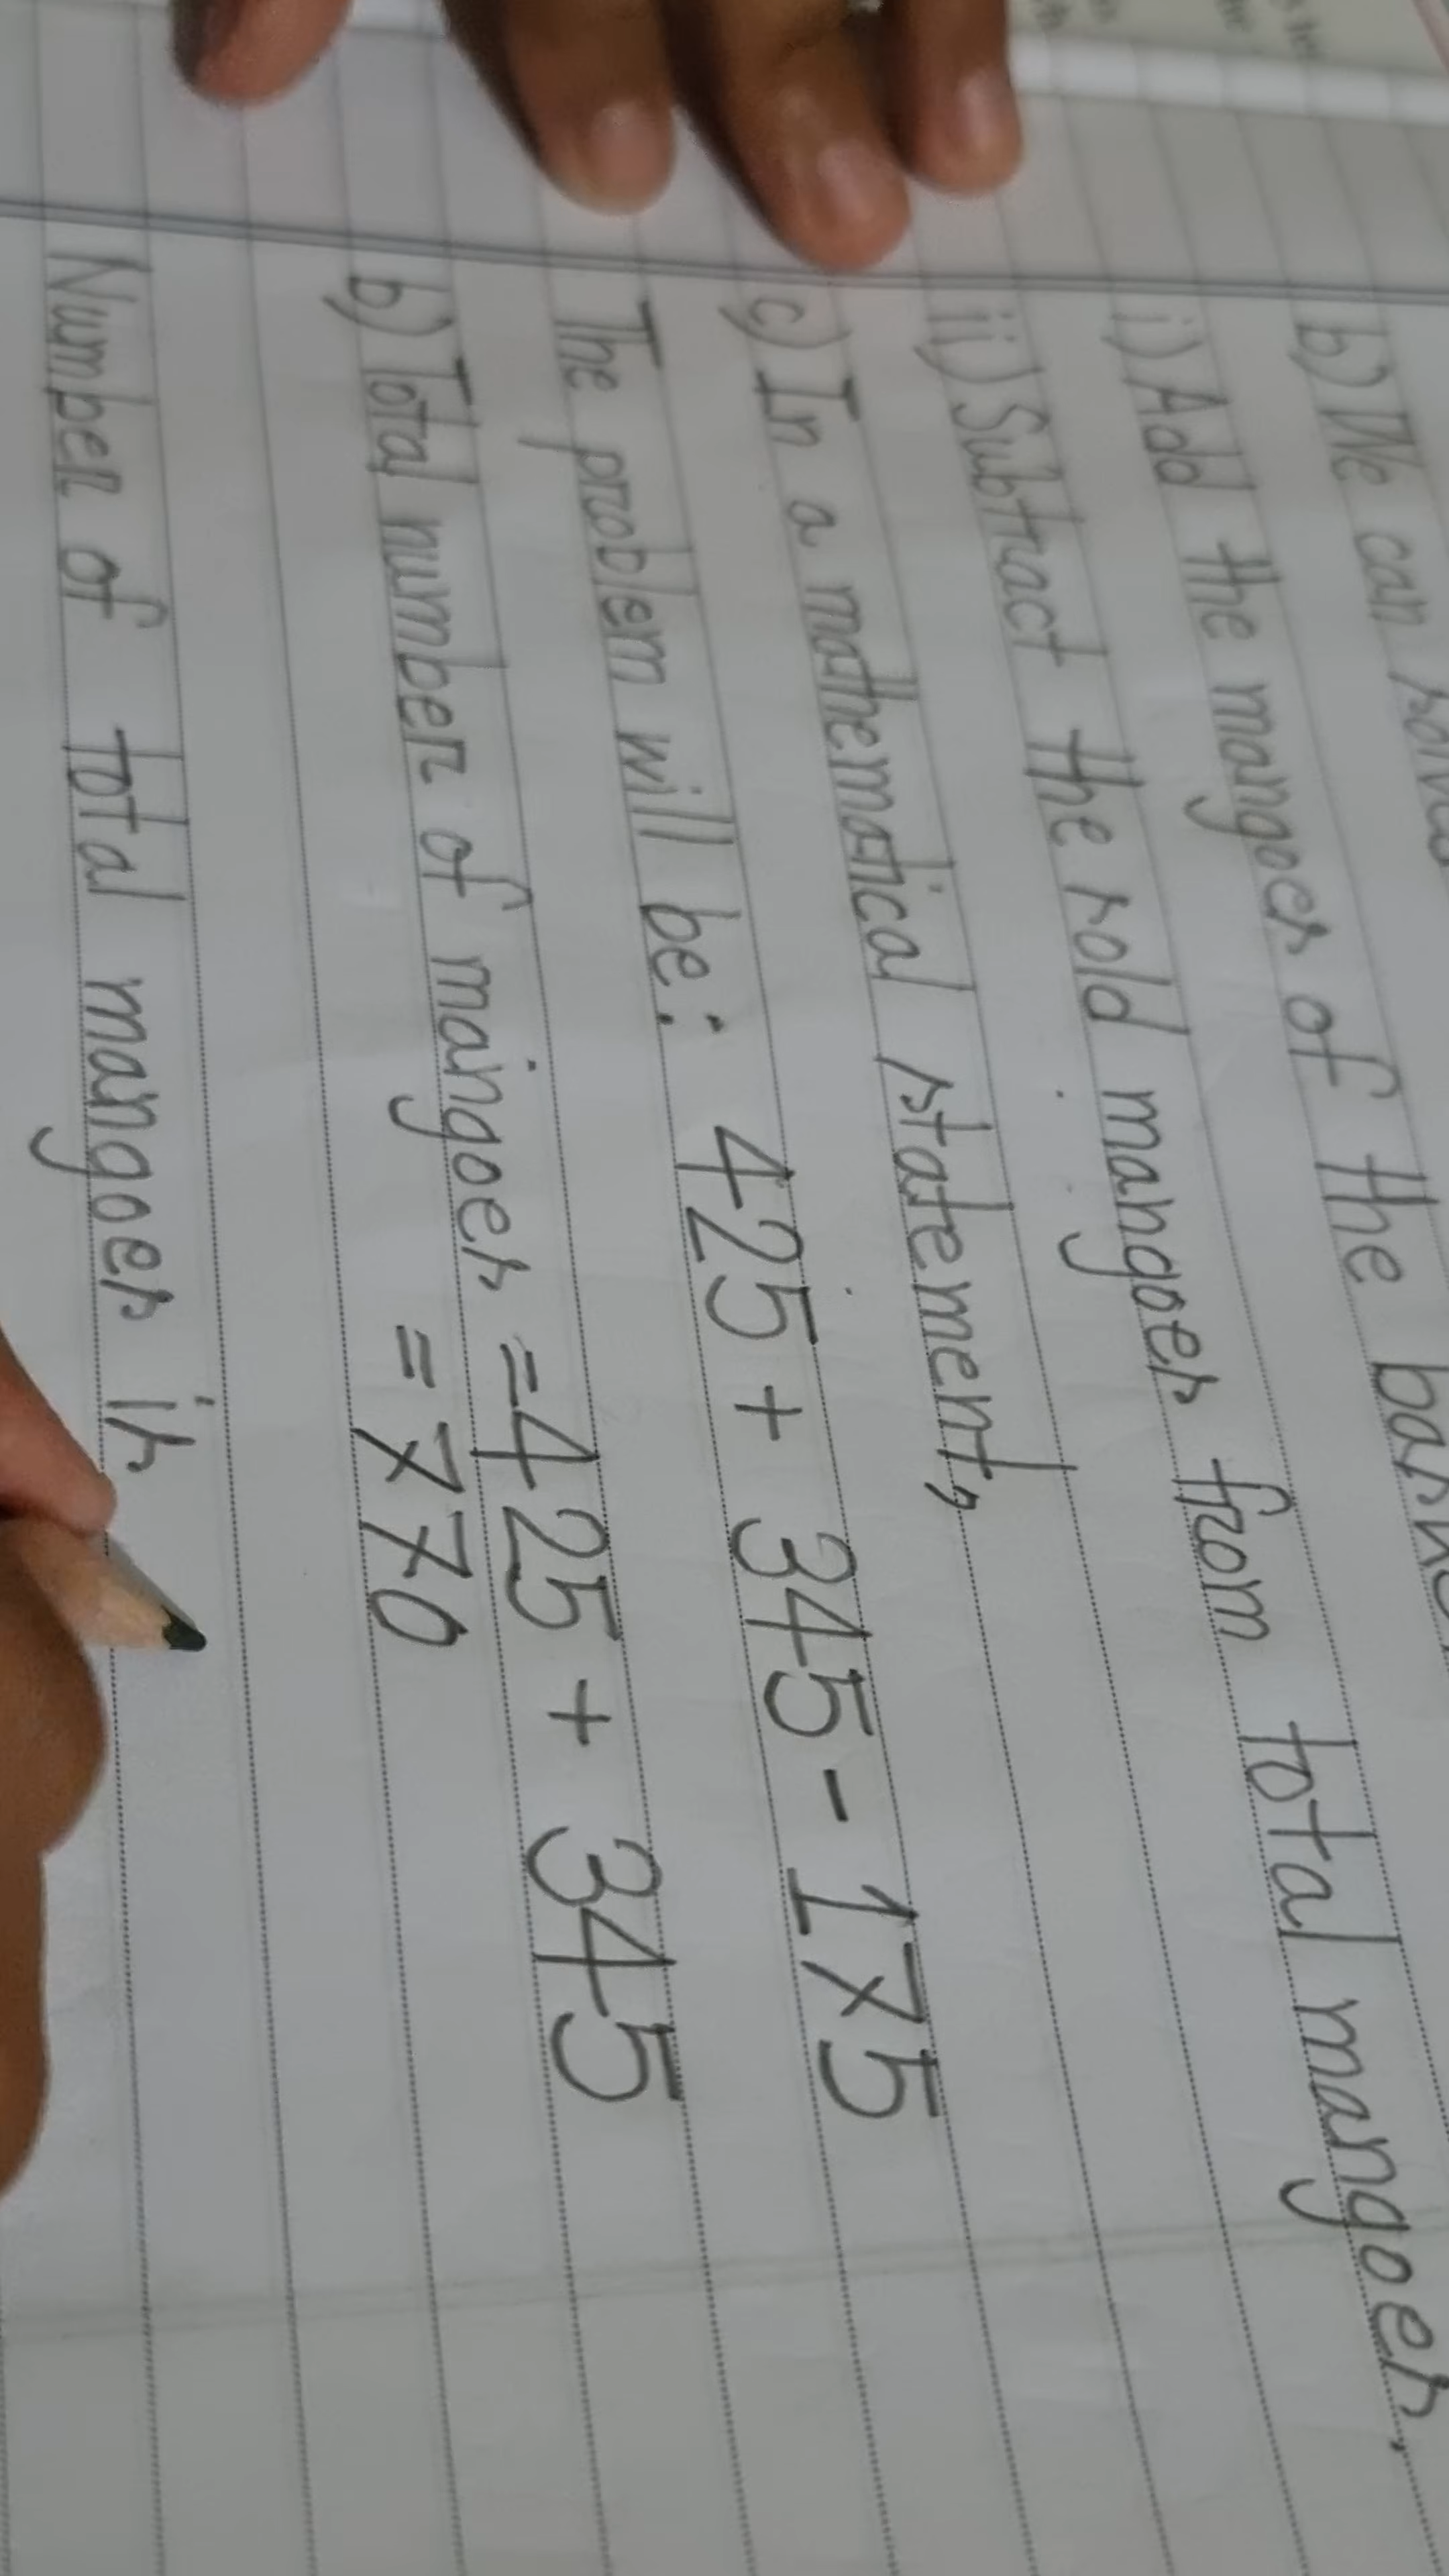 b) We can
i) Add the mangoes of the
ii) Subtract the sold mangoes from total mangoes.
c) In a mathematical statement,
The problem will be: 425 + 345 - 175
b) Total number of mangoes = 425 + 345
= 770
Number of total mangoes is